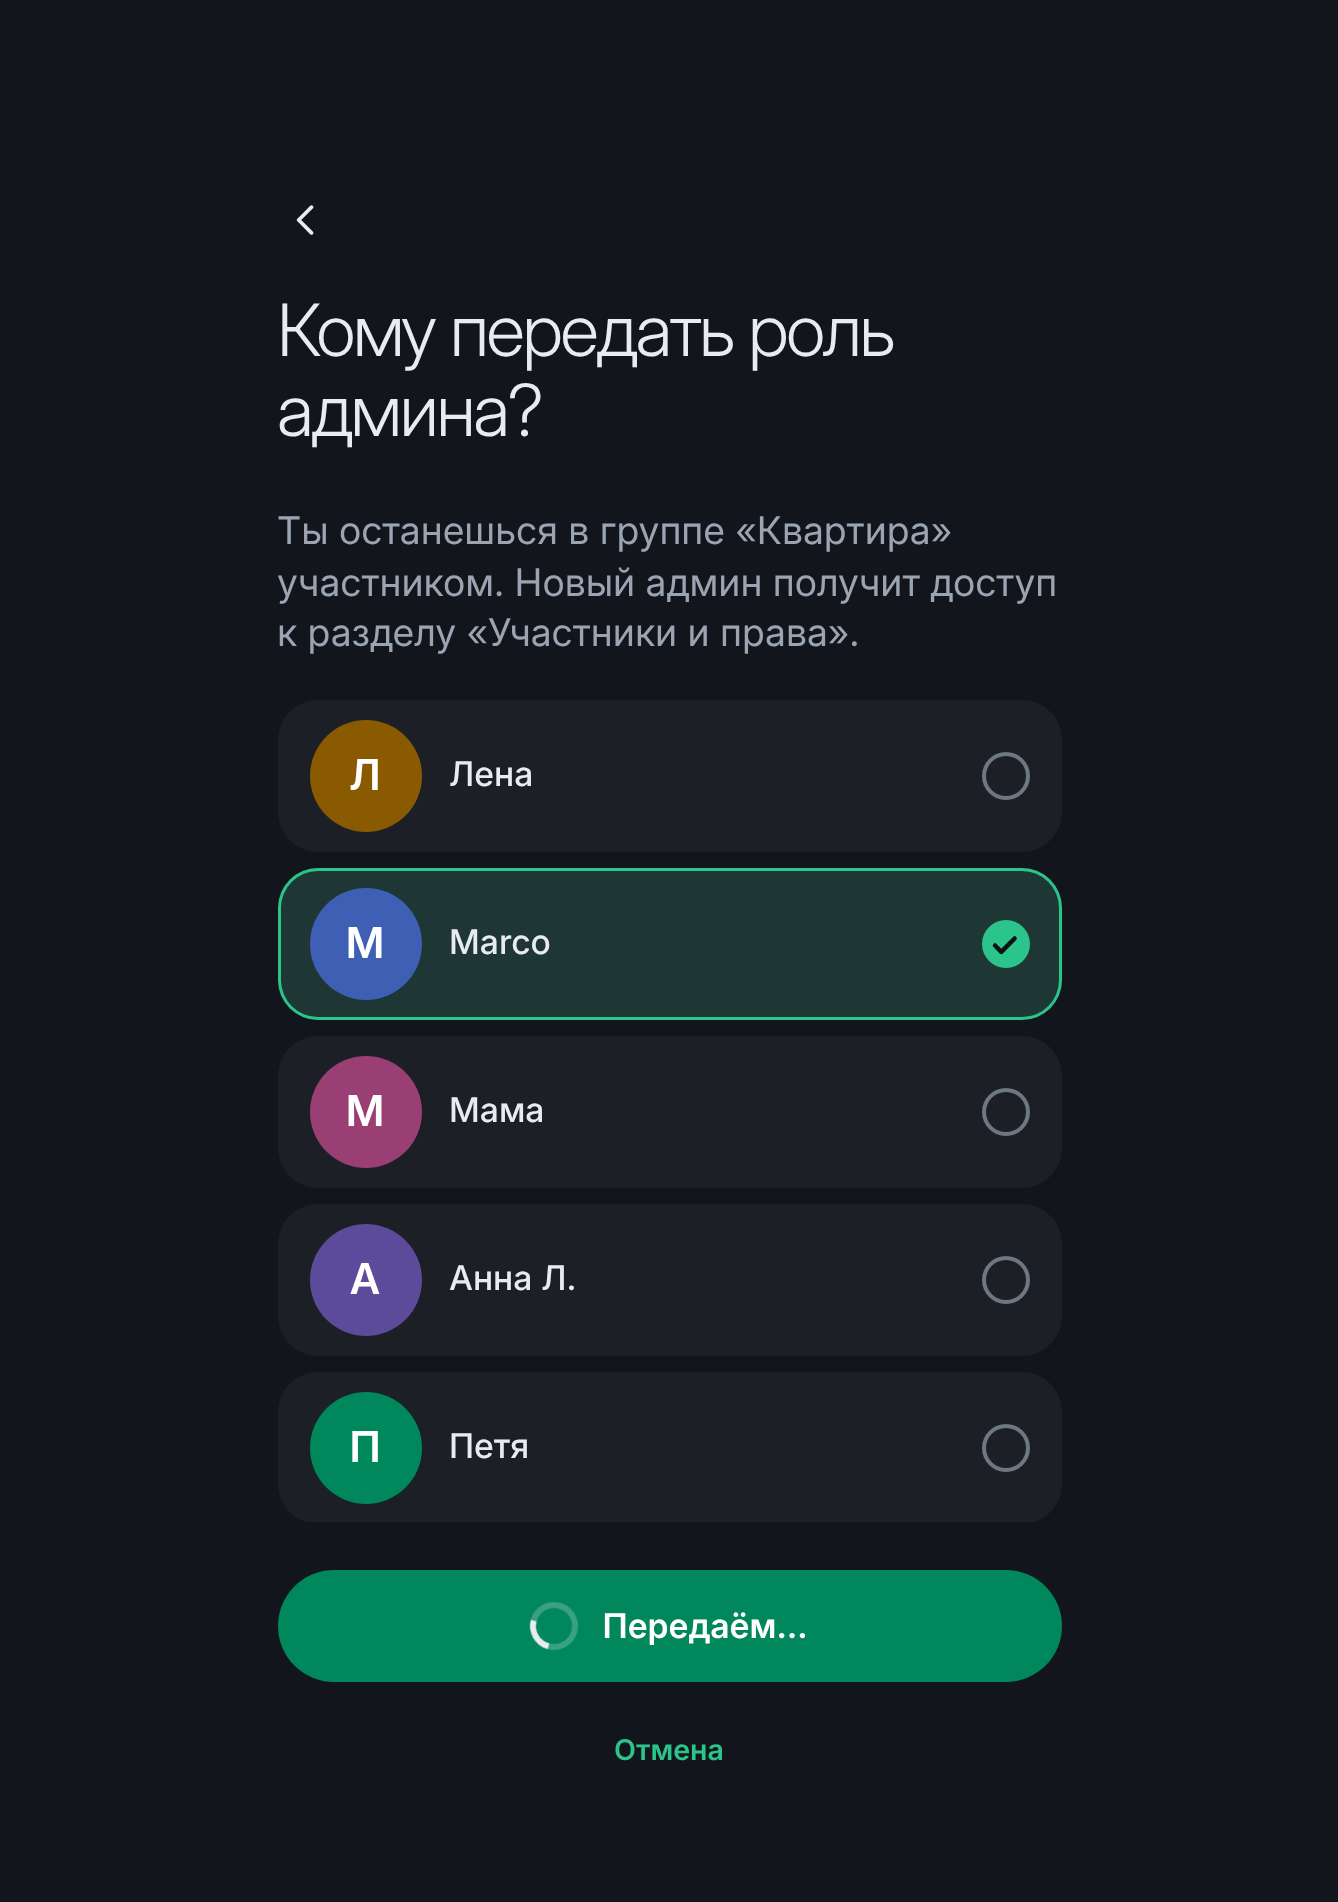 Кому передать роль
админа?
Ты останешься в группе «Квартира»
участником. Новый админ получит доступ
к разделу «Участники и права».
Л Лена
M Marco
М Мама
А Анна Л.
П Петя
Передаём...
Отмена